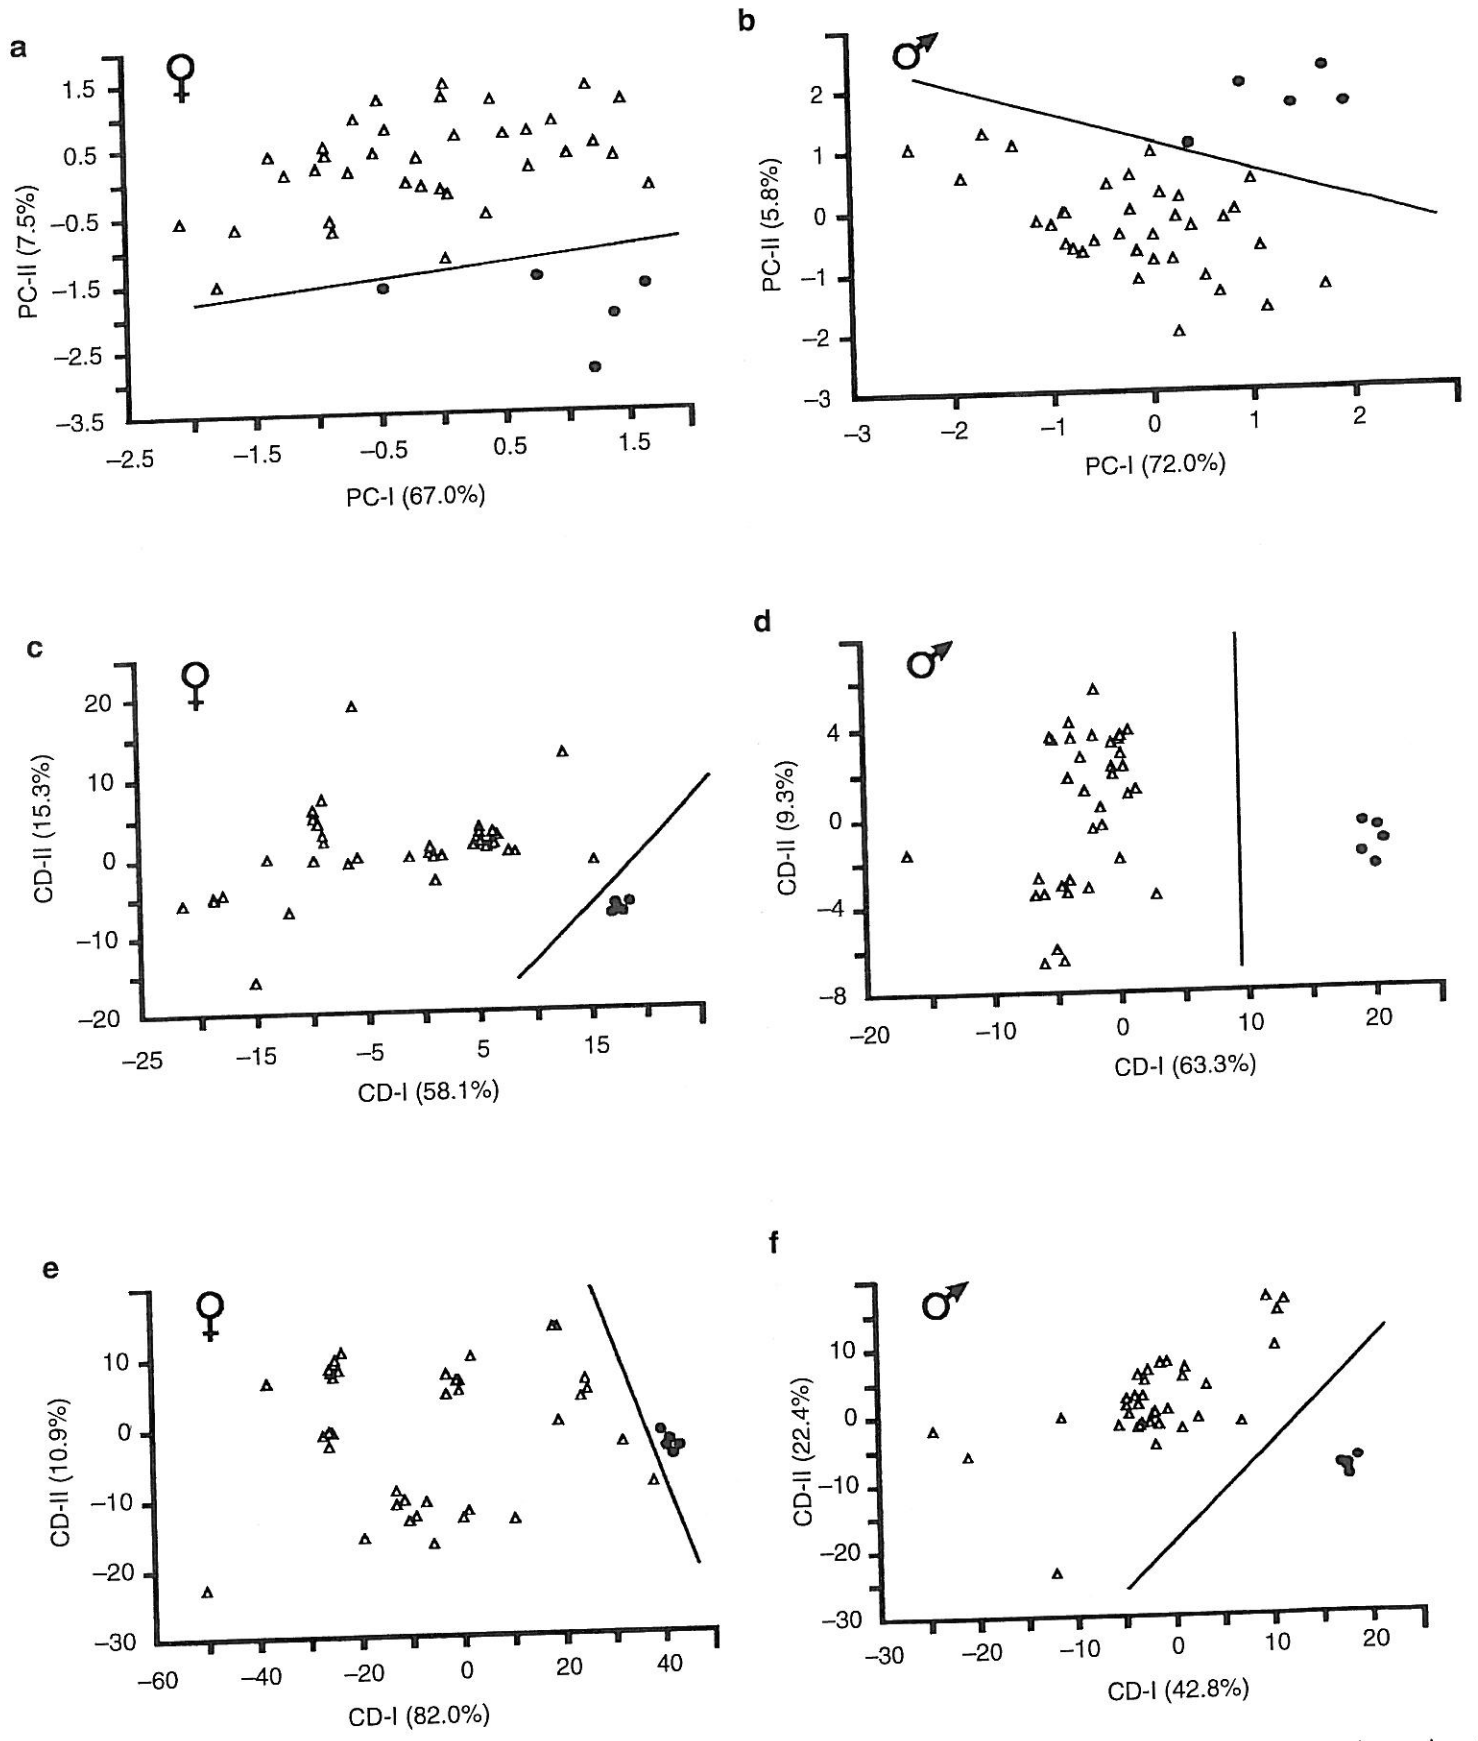 a
♀
1.5
0.5
−0.5
−1.5
−2.5
−3.5
PC-II (7.5%)
−2.5 −1.5 −0.5 0.5 1.5
PC-I (67.0%)
b
♂
2
1
0
−1
−2
−3
PC-II (5.8%)
−3 −2 −1 0 1 2
PC-I (72.0%)
c
♀
20
10
0
−10
−20
CD-II (15.3%)
−25 −15 −5 5 15
CD-I (58.1%)
d
♂
4
0
−4
−8
CD-II (9.3%)
−20 −10 0 10 20
CD-I (63.3%)
e
♀
10
0
−10
−20
−30
CD-II (10.9%)
−60 −40 −20 0 20 40
CD-I (82.0%)
f
♂
10
0
−10
−20
−30
CD-II (22.4%)
−30 −20 −10 0 10 20
CD-I (42.8%)